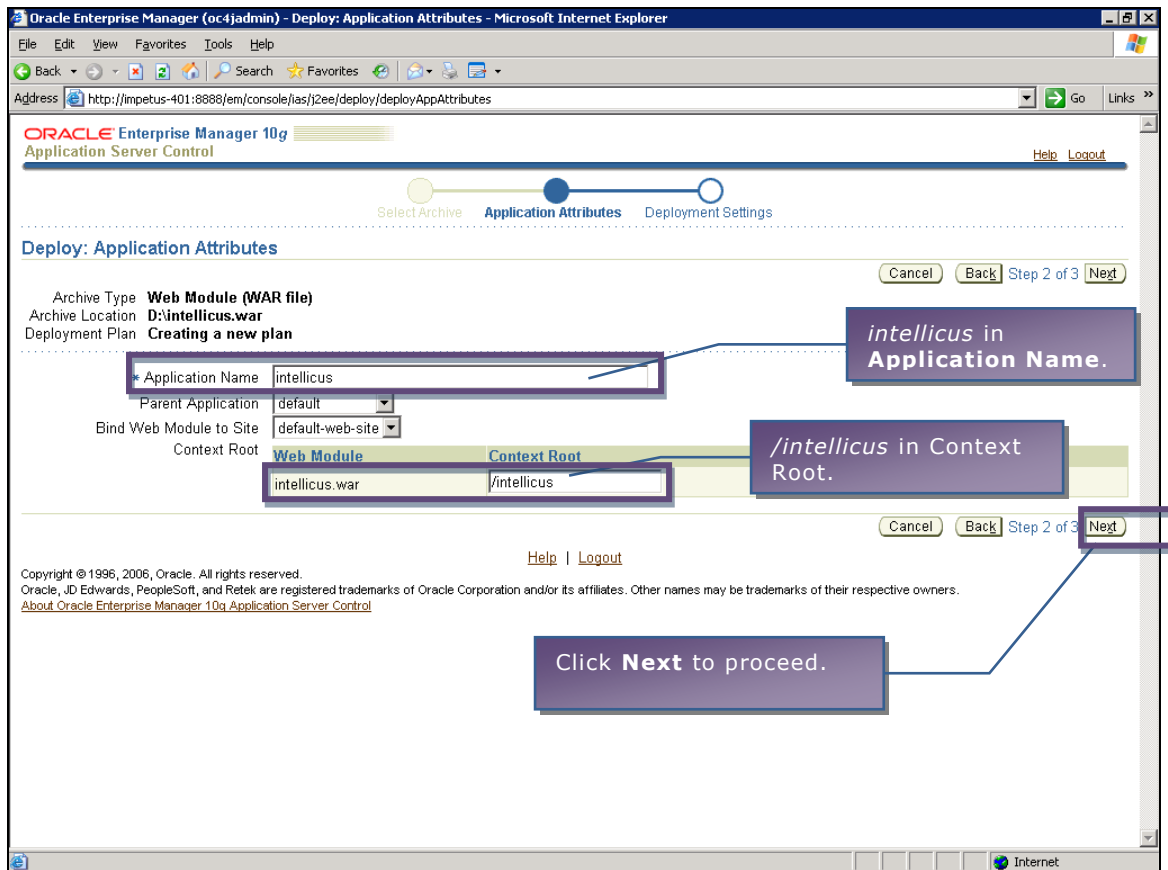 Oracle Enterprise Manager (oc4jadmin) - Deploy: Application Attributes - Microsoft Internet Explorer
File Edit View Favorites Tools Help
Back Search Favorites
Address http://impetus-401:8888/em/console/ias/j2ee/deploy/deployAppAttributes Go Links »
ORACLE Enterprise Manager 10g
Application Server Control
Help Logout
Select Archive Application Attributes Deployment Settings
Deploy: Application Attributes
Cancel Back Step 2 of 3 Next
Archive Type Web Module (WAR file)
Archive Location D:\intellicus.war
Deployment Plan Creating a new plan
intellicus in
Application Name.
* Application Name intellicus
Parent Application default
Bind Web Module to Site default-web-site
Context Root
Web Module Context Root
intellicus.war /intellicus
/intellicus in Context
Root.
Cancel Back Step 2 of 3 Next
Help | Logout
Copyright © 1996, 2006, Oracle. All rights reserved.
Oracle, JD Edwards, PeopleSoft, and Retek are registered trademarks of Oracle Corporation and/or its affiliates. Other names may be trademarks of their respective owners.
About Oracle Enterprise Manager 10g Application Server Control
Click Next to proceed.
Internet